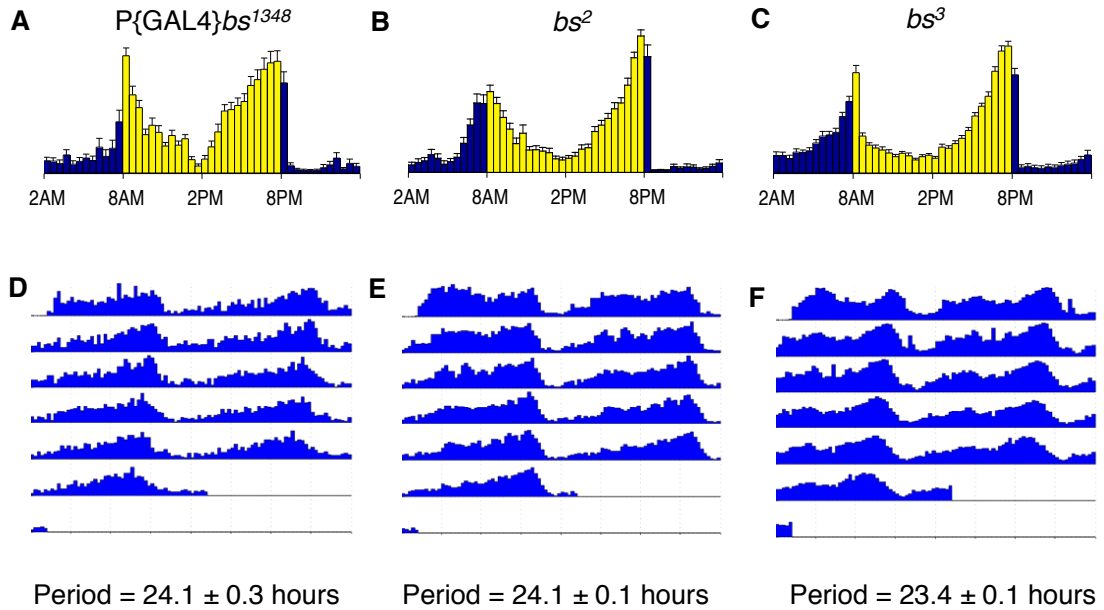 A P{GAL4}bs¹³⁴⁸
B bs²
C bs³
2AM 8AM 2PM 8PM
2AM 8AM 2PM 8PM
2AM 8AM 2PM 8PM
D
E
F
Period = 24.1 ± 0.3 hours
Period = 24.1 ± 0.1 hours
Period = 23.4 ± 0.1 hours